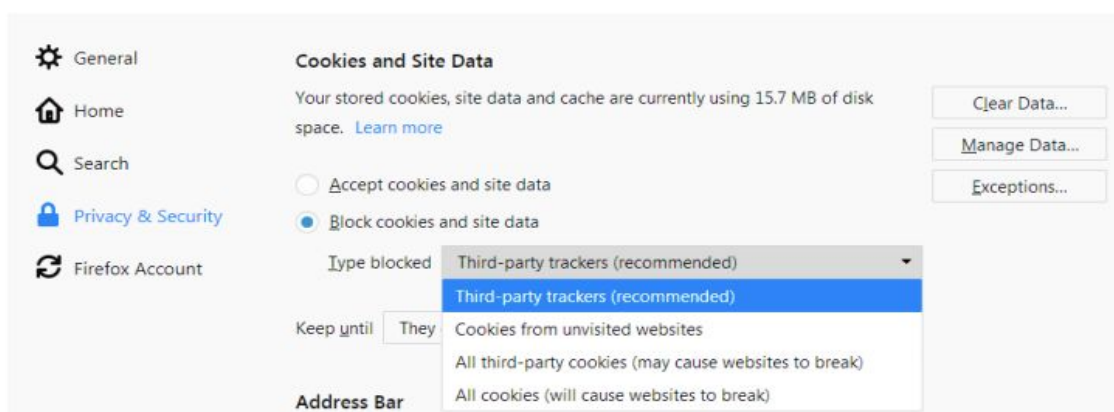 General
Home
Search
Privacy & Security
Firefox Account
Cookies and Site Data
Your stored cookies, site data and cache are currently using 15.7 MB of disk
space. Learn more
Clear Data...
Manage Data...
Exceptions...
Accept cookies and site data
Block cookies and site data
Type blocked Third-party trackers (recommended)
Third-party trackers (recommended)
Cookies from unvisited websites
All third-party cookies (may cause websites to break)
All cookies (will cause websites to break)
Keep until They
Address Bar